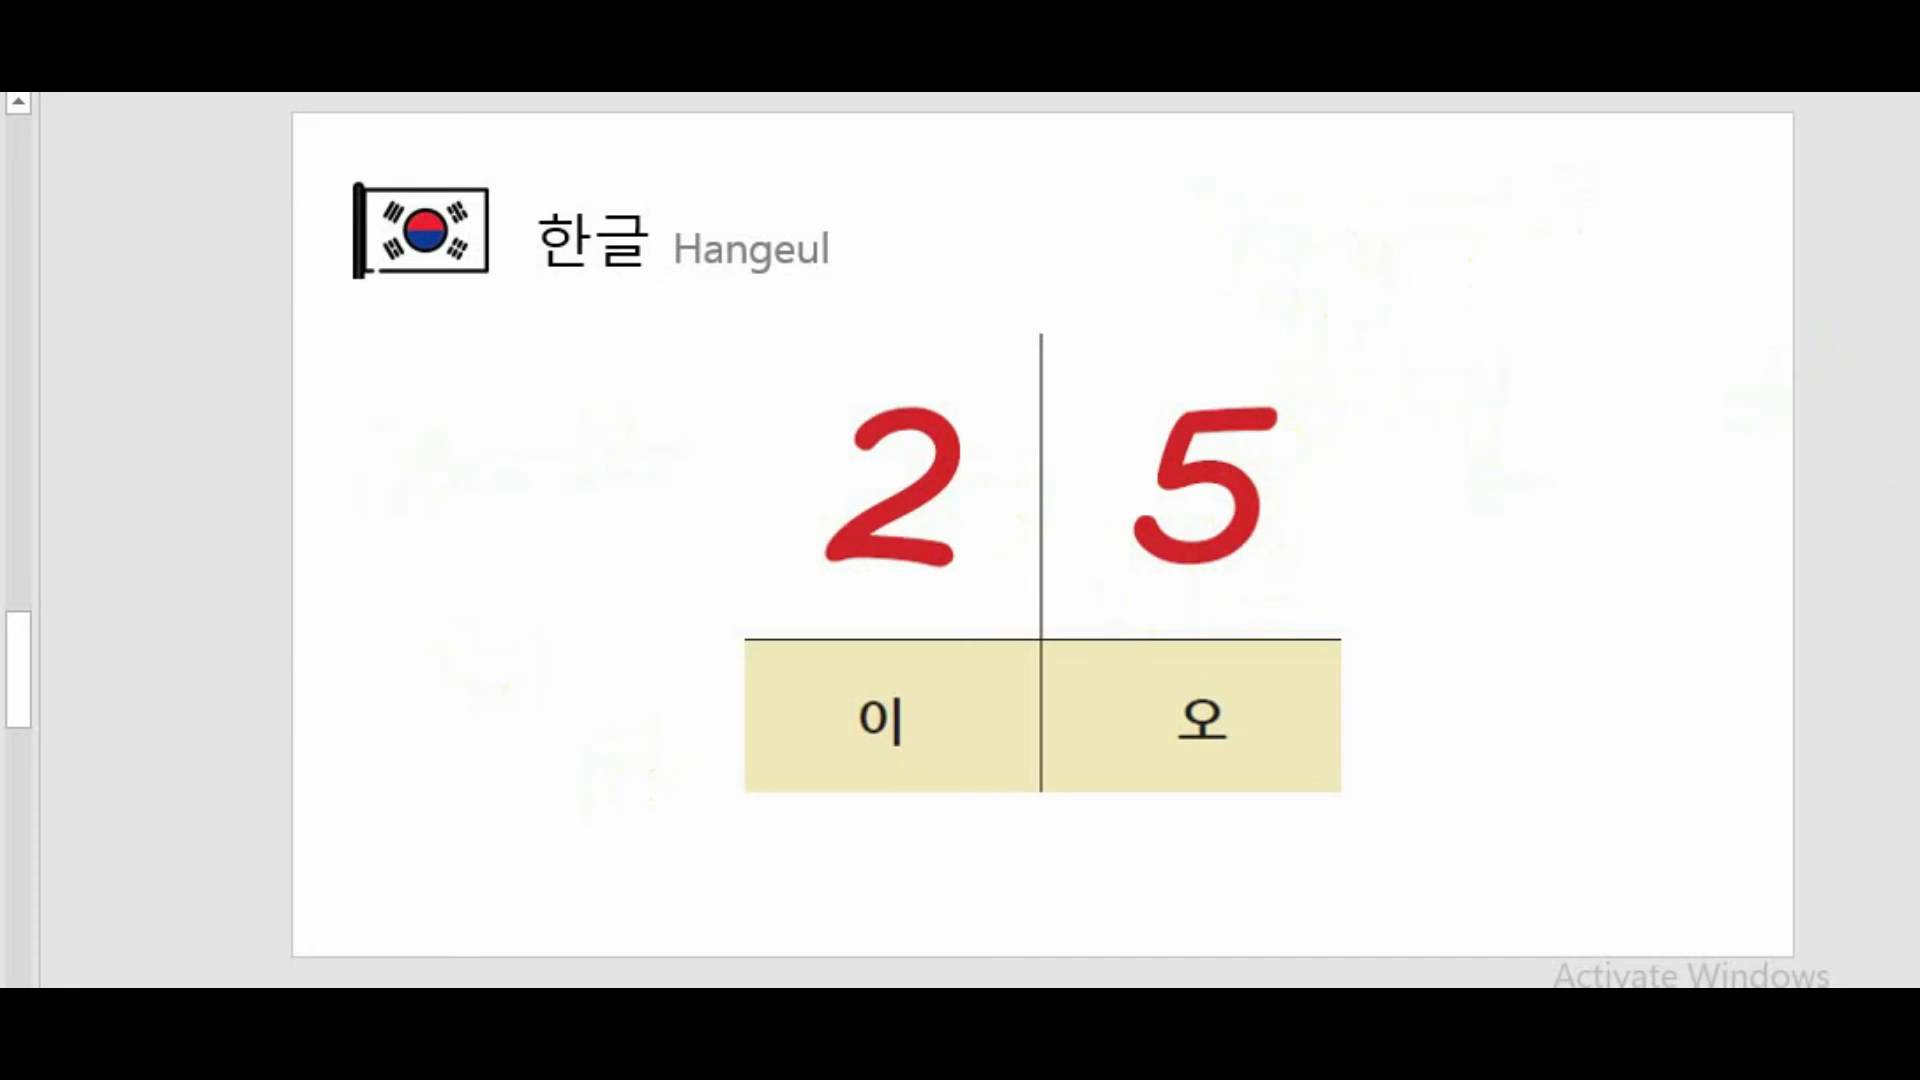 한글 Hangeul
2 5
이 오
Activate Windows